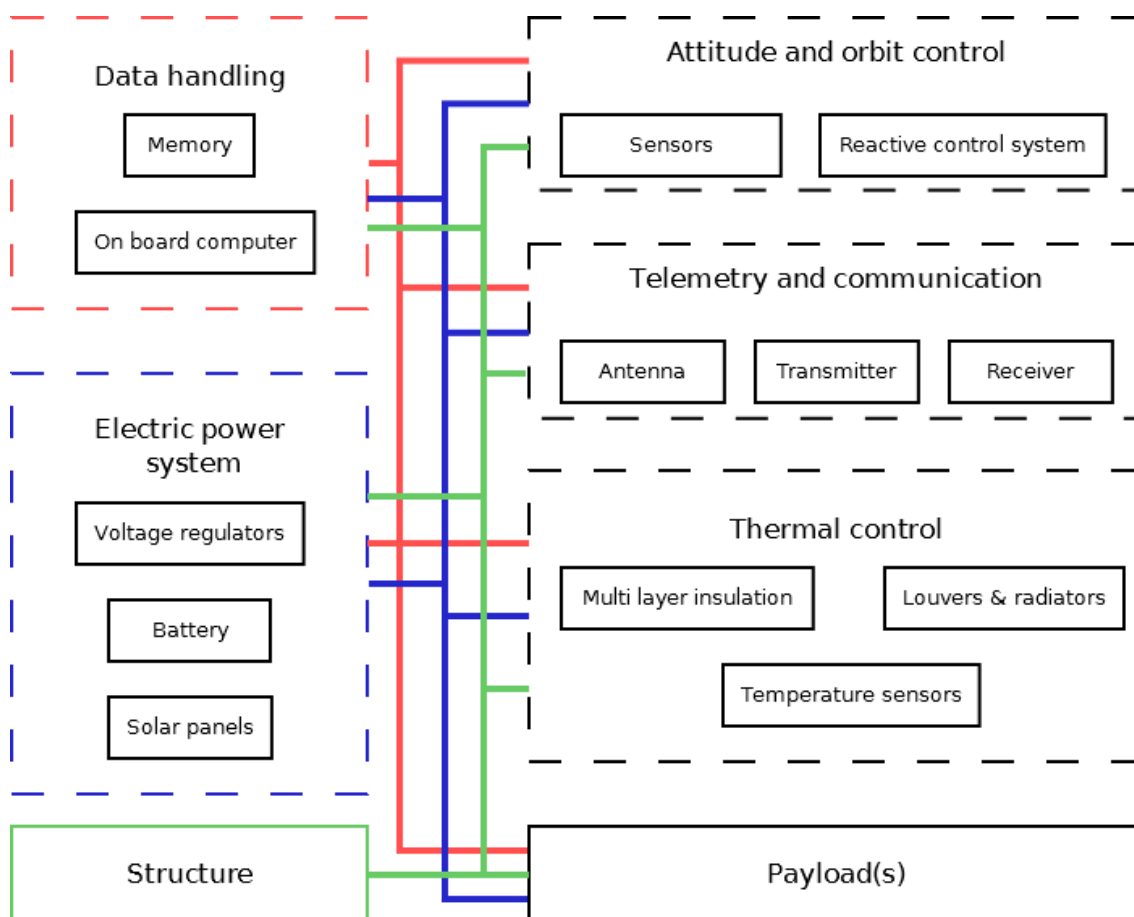 Data handling
Memory
On board computer
Electric power
system
Voltage regulators
Battery
Solar panels
Structure
Attitude and orbit control
Sensors
Reactive control system
Telemetry and communication
Antenna
Transmitter
Receiver
Thermal control
Multi layer insulation
Louvers & radiators
Temperature sensors
Payload(s)